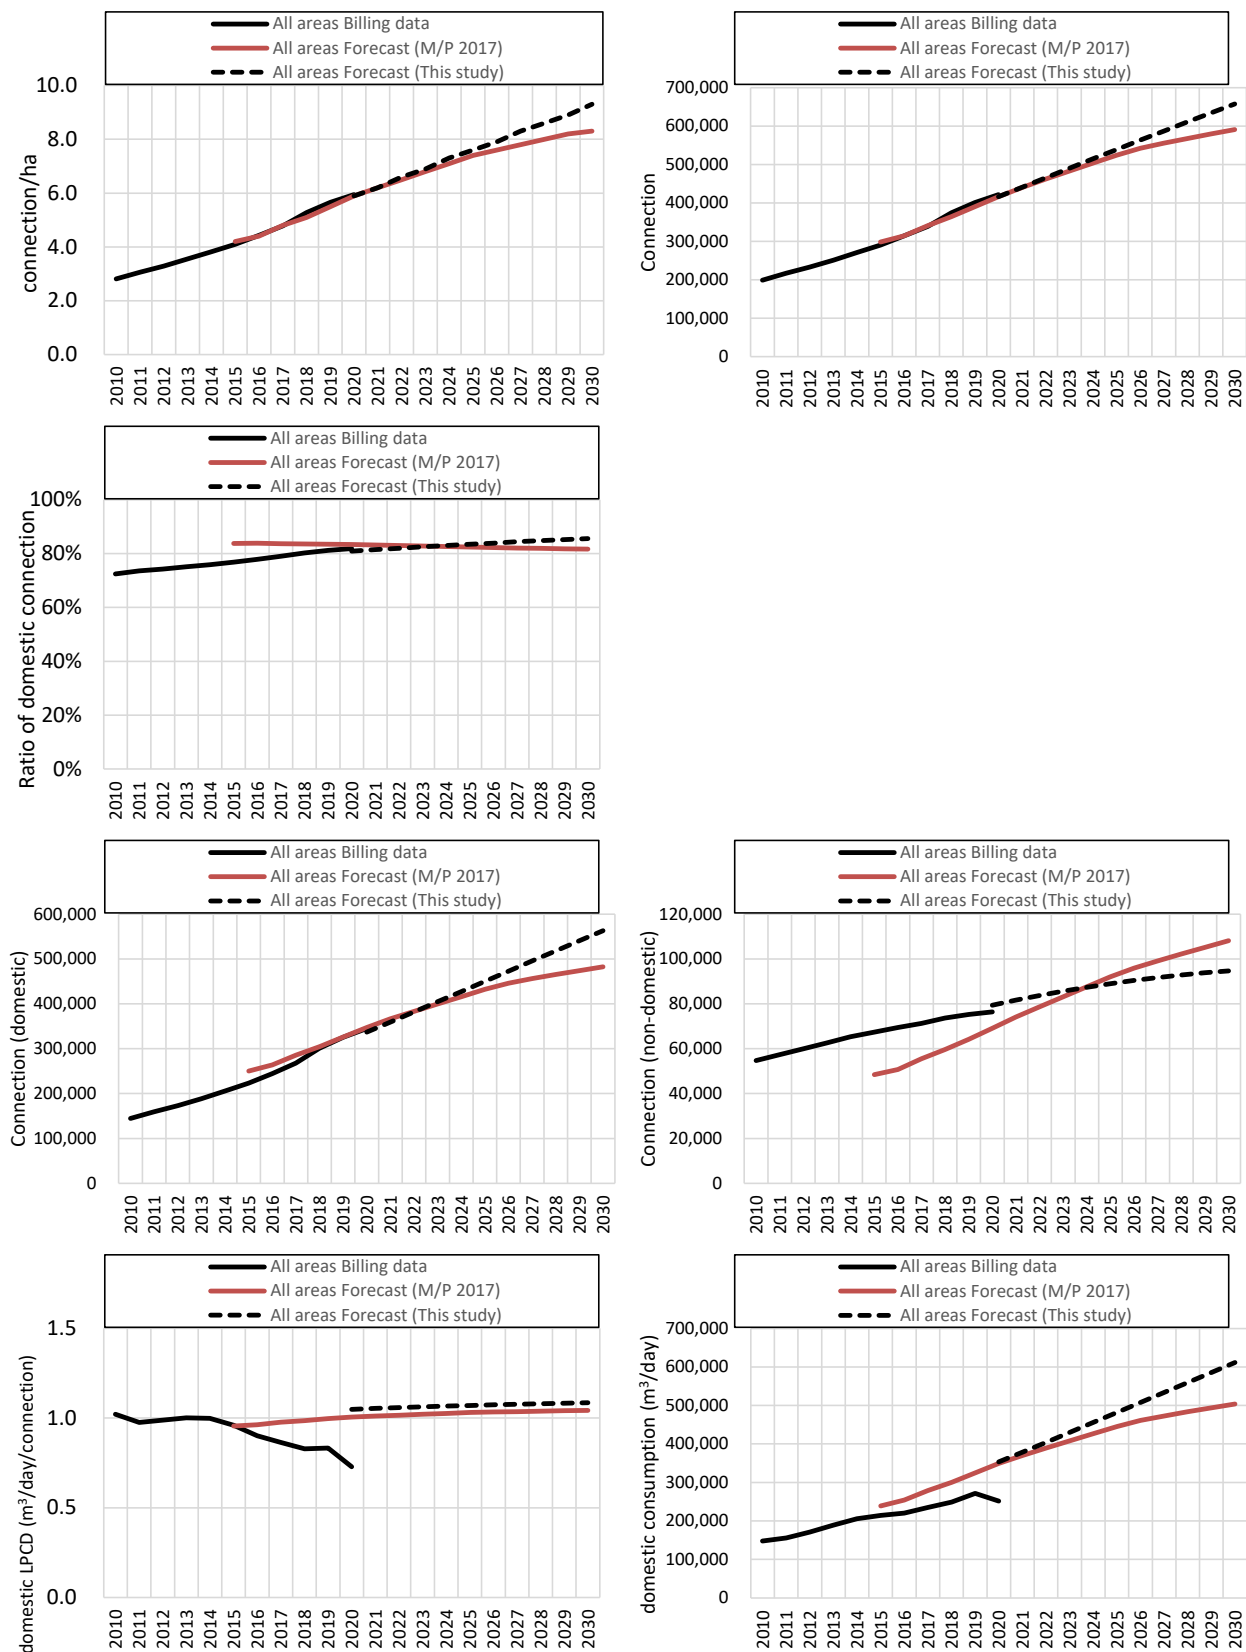 All areas Billing data
All areas Forecast (M/P 2017)
All areas Forecast (This study)
connection/ha
10.0
8.0
6.0
4.0
2.0
0.0
2010 2011 2012 2013 2014 2015 2016 2017 2018 2019 2020 2021 2022 2023 2024 2025 2026 2027 2028 2029 2030
All areas Billing data
All areas Forecast (M/P 2017)
All areas Forecast (This study)
Connection
700,000
600,000
500,000
400,000
300,000
200,000
100,000
0
2010 2011 2012 2013 2014 2015 2016 2017 2018 2019 2020 2021 2022 2023 2024 2025 2026 2027 2028 2029 2030
All areas Billing data
All areas Forecast (M/P 2017)
All areas Forecast (This study)
Ratio of domestic connection
100%
80%
60%
40%
20%
0%
2010 2011 2012 2013 2014 2015 2016 2017 2018 2019 2020 2021 2022 2023 2024 2025 2026 2027 2028 2029 2030
All areas Billing data
All areas Forecast (M/P 2017)
All areas Forecast (This study)
Connection (domestic)
600,000
500,000
400,000
300,000
200,000
100,000
0
2010 2011 2012 2013 2014 2015 2016 2017 2018 2019 2020 2021 2022 2023 2024 2025 2026 2027 2028 2029 2030
All areas Billing data
All areas Forecast (M/P 2017)
All areas Forecast (This study)
Connection (non-domestic)
120,000
100,000
80,000
60,000
40,000
20,000
0
2010 2011 2012 2013 2014 2015 2016 2017 2018 2019 2020 2021 2022 2023 2024 2025 2026 2027 2028 2029 2030
All areas Billing data
All areas Forecast (M/P 2017)
All areas Forecast (This study)
domestic LPCD (m³/day/connection)
1.5
1.0
0.5
0.0
2010 2011 2012 2013 2014 2015 2016 2017 2018 2019 2020 2021 2022 2023 2024 2025 2026 2027 2028 2029 2030
All areas Billing data
All areas Forecast (M/P 2017)
All areas Forecast (This study)
domestic consumption (m³/day)
700,000
600,000
500,000
400,000
300,000
200,000
100,000
0
2010 2011 2012 2013 2014 2015 2016 2017 2018 2019 2020 2021 2022 2023 2024 2025 2026 2027 2028 2029 2030